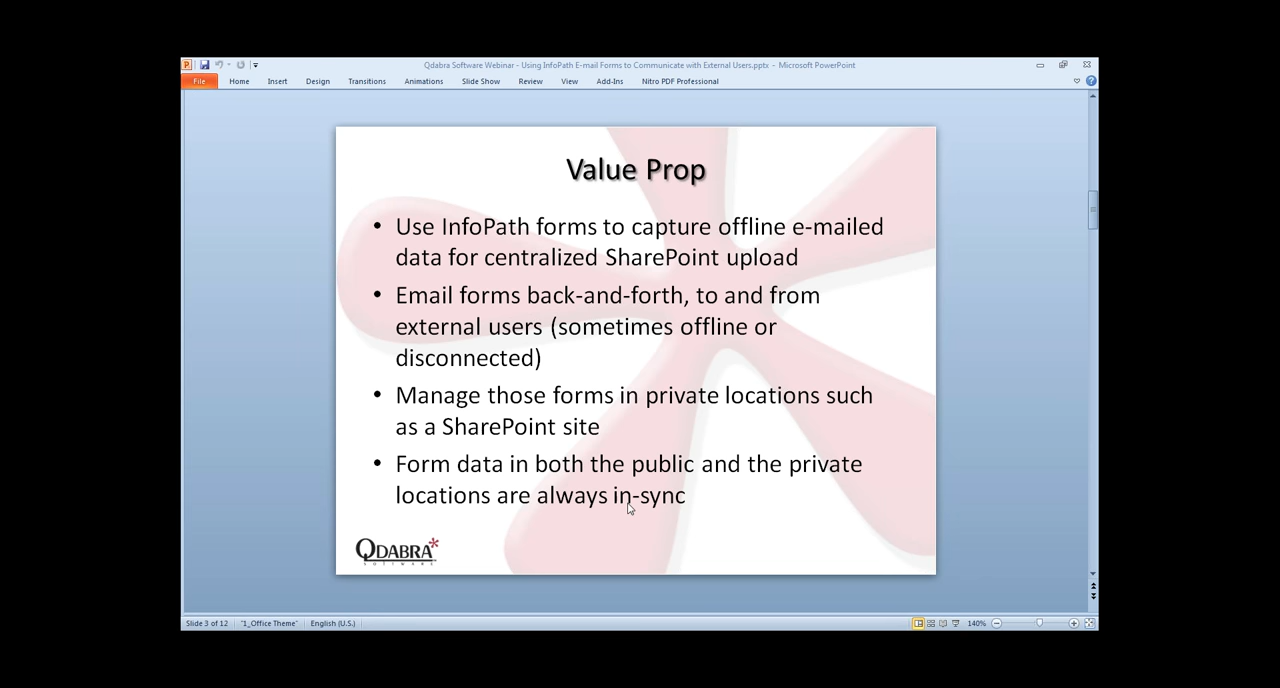 Qdabra Software Webinar - Using InfoPath E-mail Forms to Communicate with External Users.pptx - Microsoft PowerPoint
File Home Insert Design Transitions Animations Slide Show Review View Add-Ins Nitro PDF Professional
Value Prop
• Use InfoPath forms to capture offline e-mailed
data for centralized SharePoint upload
• Email forms back-and-forth, to and from
external users (sometimes offline or
disconnected)
• Manage those forms in private locations such
as a SharePoint site
• Form data in both the public and the private
locations are always in-sync
QDABRA*
SOFTWARE
Slide 3 of 12 "1_Office Theme" English (U.S.) 140%